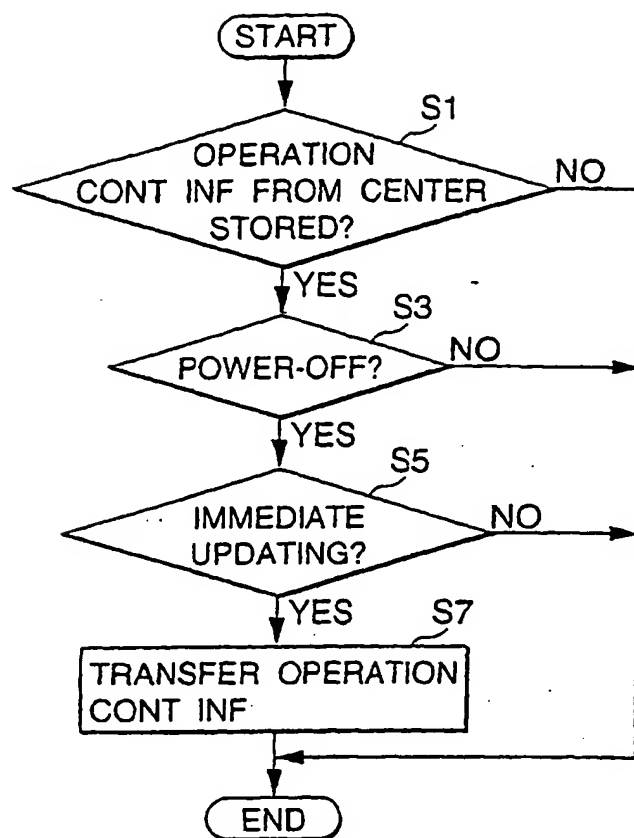 START
S1
OPERATION
CONT INF FROM CENTER
STORED?
NO
YES
S3
POWER-OFF?
NO
YES
S5
IMMEDIATE
UPDATING?
NO
YES
S7
TRANSFER OPERATION
CONT INF
END